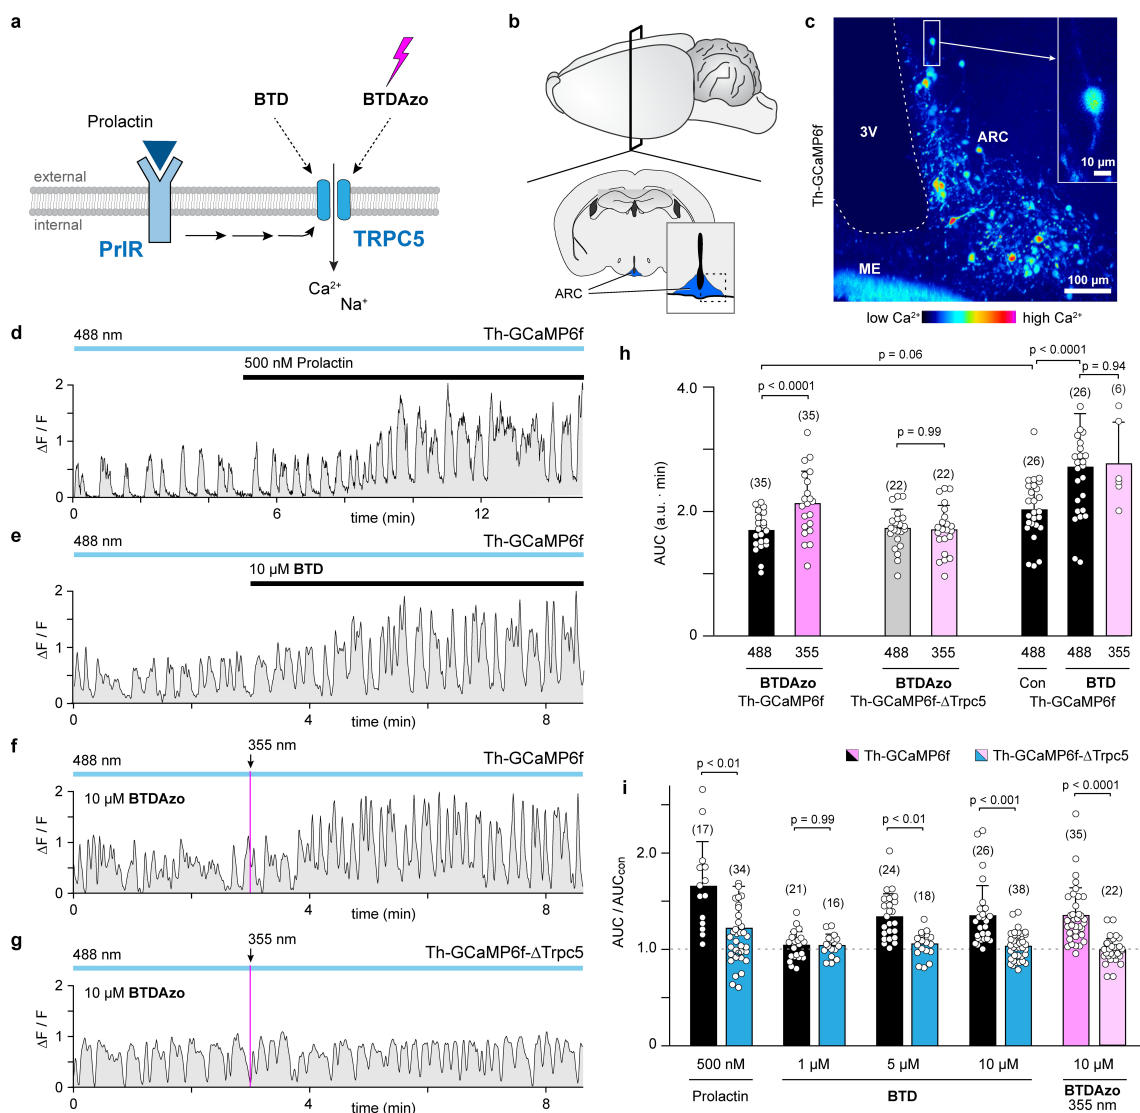 a
BTD
BTDAzo
Prolactin
external
internal
PrlR
TRPC5
Ca²⁺
Na⁺
b
ARC
c
Th-GCaMP6f
3V
ARC
ME
10 µm
100 µm
low Ca²⁺
high Ca²⁺
d
488 nm
Th-GCaMP6f
500 nM Prolactin
ΔF / F
2
1
0
0
6
12
time (min)
e
488 nm
Th-GCaMP6f
10 µM BTD
ΔF / F
2
1
0
0
4
8
time (min)
f
355 nm
488 nm
Th-GCaMP6f
10 µM BTDAzo
ΔF / F
2
1
0
0
4
8
time (min)
g
355 nm
488 nm
Th-GCaMP6f-ΔTrpc5
10 µM BTDAzo
ΔF / F
2
1
0
0
4
8
time (min)
h
p = 0.06
p < 0.0001
p = 0.94
p < 0.0001
p = 0.99
(35)
(35)
(22)
(22)
(26)
(26)
(6)
AUC (a.u. · min)
4.0
2.0
0
488
355
488
355
488
488
355
BTDAzo
BTDAzo
Con
BTD
Th-GCaMP6f
Th-GCaMP6f-ΔTrpc5
Th-GCaMP6f
i
Th-GCaMP6f
Th-GCaMP6f-ΔTrpc5
p < 0.01
p = 0.99
p < 0.01
p < 0.001
p < 0.0001
(17)
(34)
(21)
(16)
(24)
(18)
(26)
(38)
(35)
(22)
AUC / AUCcon
2.0
1.0
0
500 nM
1 µM
5 µM
10 µM
10 µM
Prolactin
BTD
BTDAzo
355 nm